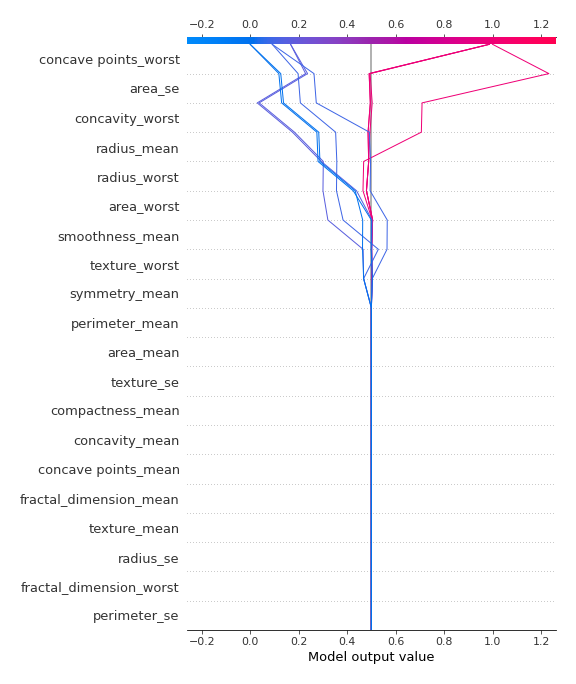 −0.2 0.0 0.2 0.4 0.6 0.8 1.0 1.2
concave points_worst
area_se
concavity_worst
radius_mean
radius_worst
area_worst
smoothness_mean
texture_worst
symmetry_mean
perimeter_mean
area_mean
texture_se
compactness_mean
concavity_mean
concave points_mean
fractal_dimension_mean
texture_mean
radius_se
fractal_dimension_worst
perimeter_se
−0.2 0.0 0.2 0.4 0.6 0.8 1.0 1.2
Model output value